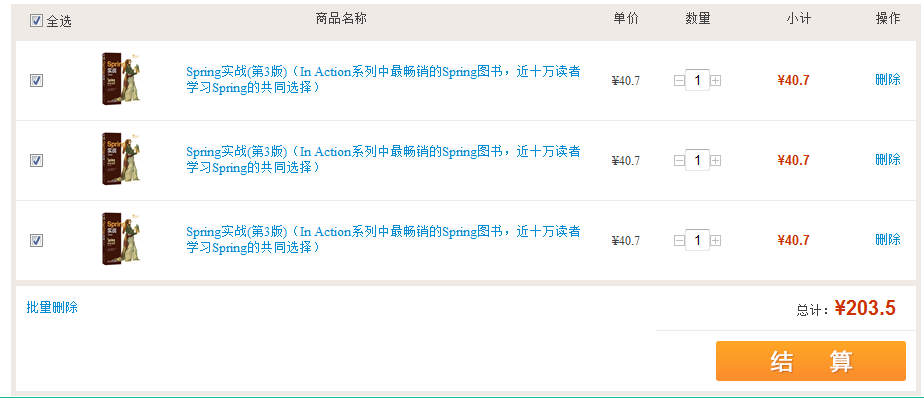 全选 商品名称 单价 数量 小计 操作
Spring实战(第3版)（In Action系列中最畅销的Spring图书，近十万读者
学习Spring的共同选择）
¥40.7 1 ¥40.7 删除
Spring实战(第3版)（In Action系列中最畅销的Spring图书，近十万读者
学习Spring的共同选择）
¥40.7 1 ¥40.7 删除
Spring实战(第3版)（In Action系列中最畅销的Spring图书，近十万读者
学习Spring的共同选择）
¥40.7 1 ¥40.7 删除
批量删除 总计：¥203.5
结 算